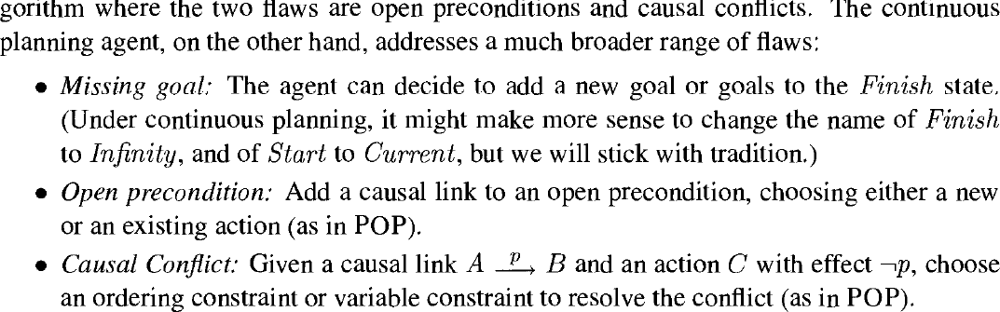 gorithm where the two flaws are open preconditions and causal conflicts. The continuous
planning agent, on the other hand, addresses a much broader range of flaws:
• Missing goal: The agent can decide to add a new goal or goals to the Finish state.
(Under continuous planning, it might make more sense to change the name of Finish
to Infinity, and of Start to Current, but we will stick with tradition.)
• Open precondition: Add a causal link to an open precondition, choosing either a new
or an existing action (as in POP).
• Causal Conflict: Given a causal link A —p→ B and an action C with effect ¬p, choose
an ordering constraint or variable constraint to resolve the conflict (as in POP).